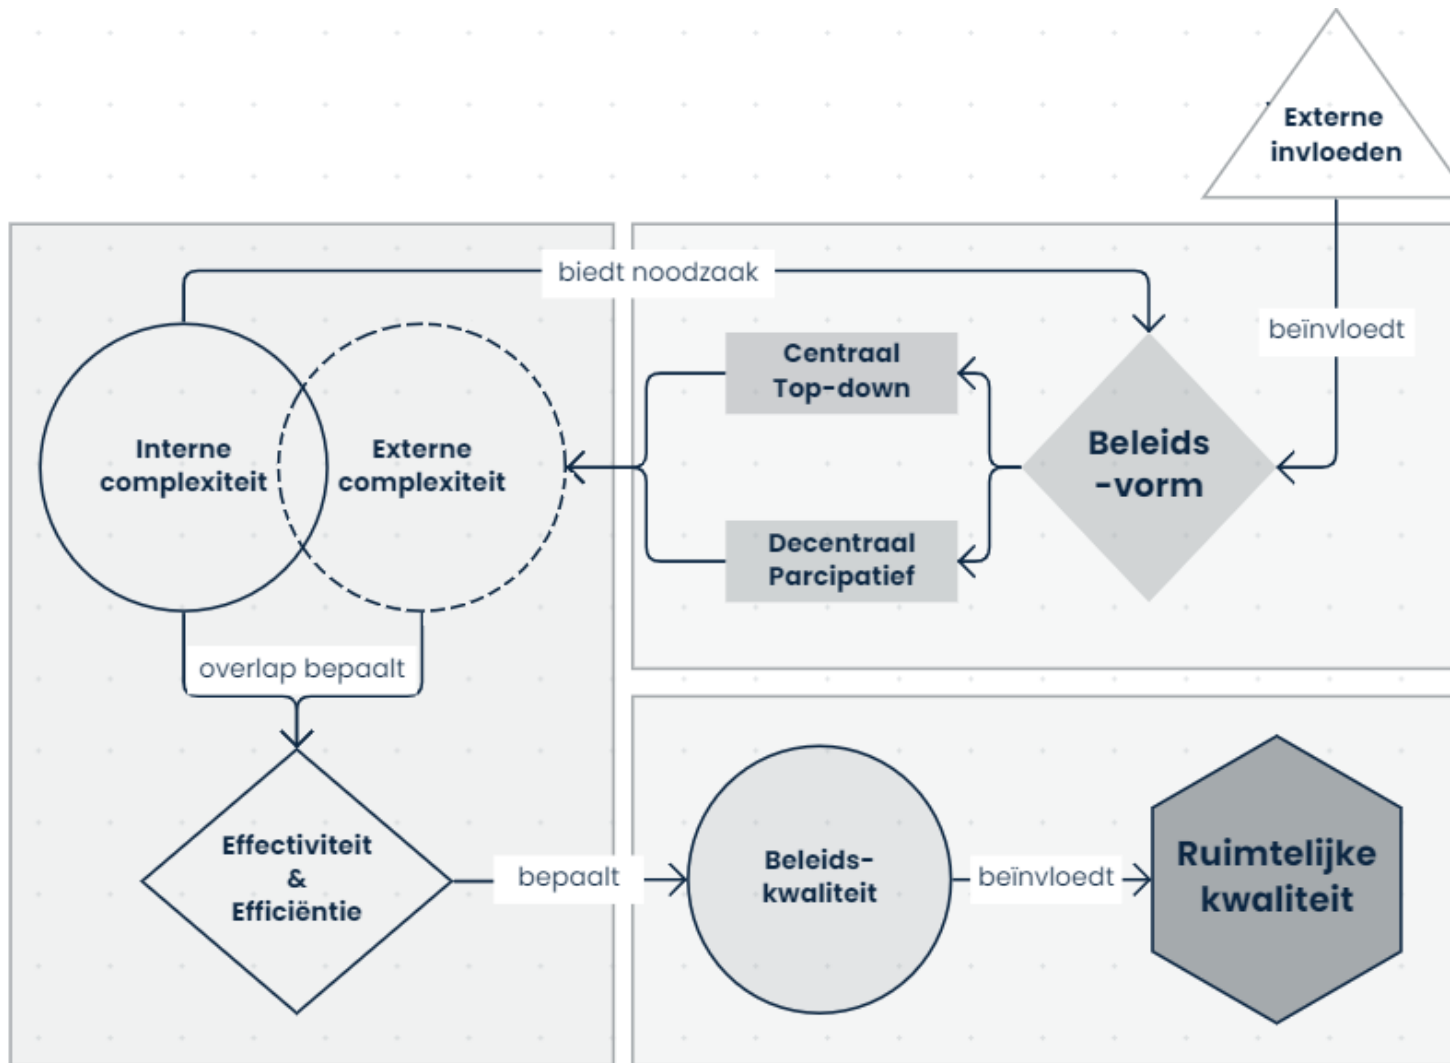 Externe
invloeden
biedt noodzaak
beïnvloedt
Centraal
Top-down
Beleids
-vorm
Interne
complexiteit
Externe
complexiteit
Decentraal
Parcipatief
overlap bepaalt
Effectiviteit
&
Efficiëntie
bepaalt
Beleids-
kwaliteit
beïnvloedt
Ruimtelijke
kwaliteit